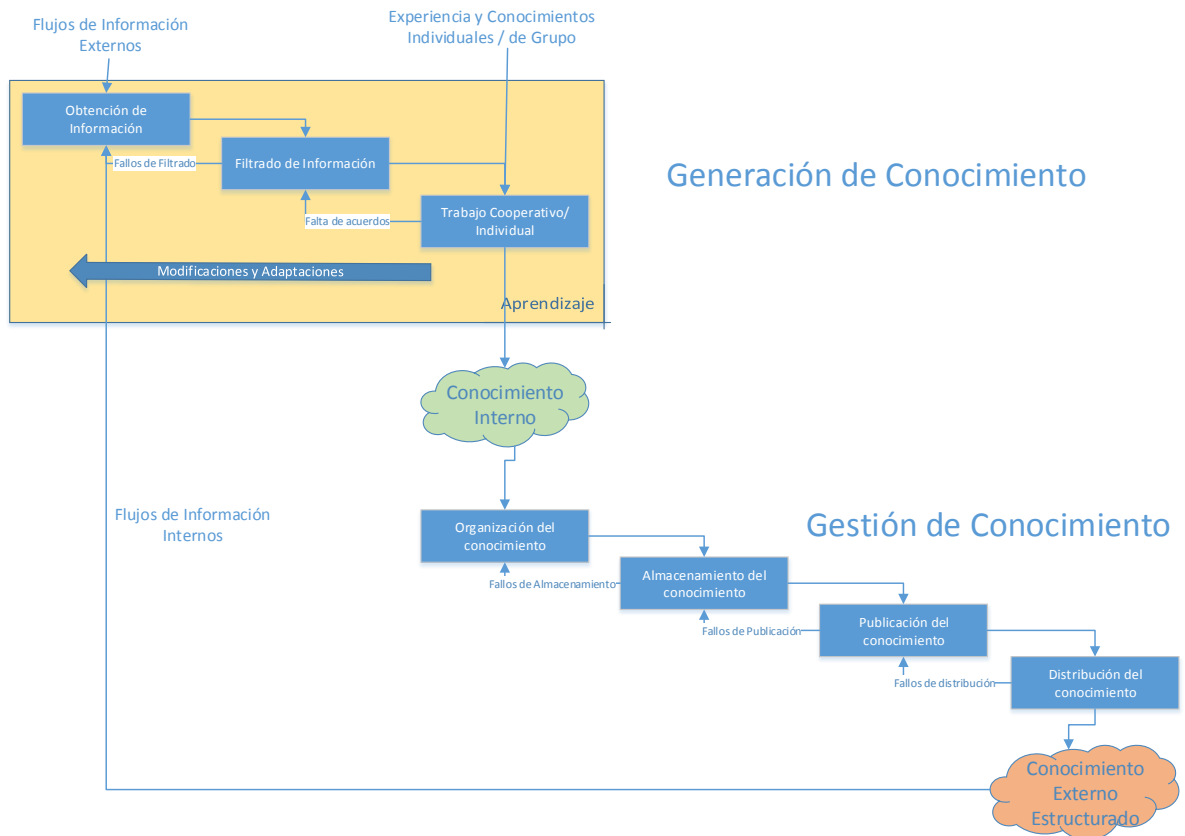 Flujos de Información
Externos
Experiencia y Conocimientos
Individuales / de Grupo
Obtención de
Información
Fallos de Filtrado
Filtrado de Información
Generación de Conocimiento
Falta de acuerdos
Trabajo Cooperativo/
Individual
Modificaciones y Adaptaciones
Aprendizaje
Conocimiento
Interno
Flujos de Información
Internos
Gestión de Conocimiento
Organización del
conocimiento
Fallos de Almacenamiento
Almacenamiento del
conocimiento
Fallos de Publicación
Publicación del
conocimiento
Fallos de distribución
Distribución del
conocimiento
Conocimiento
Externo
Estructurado